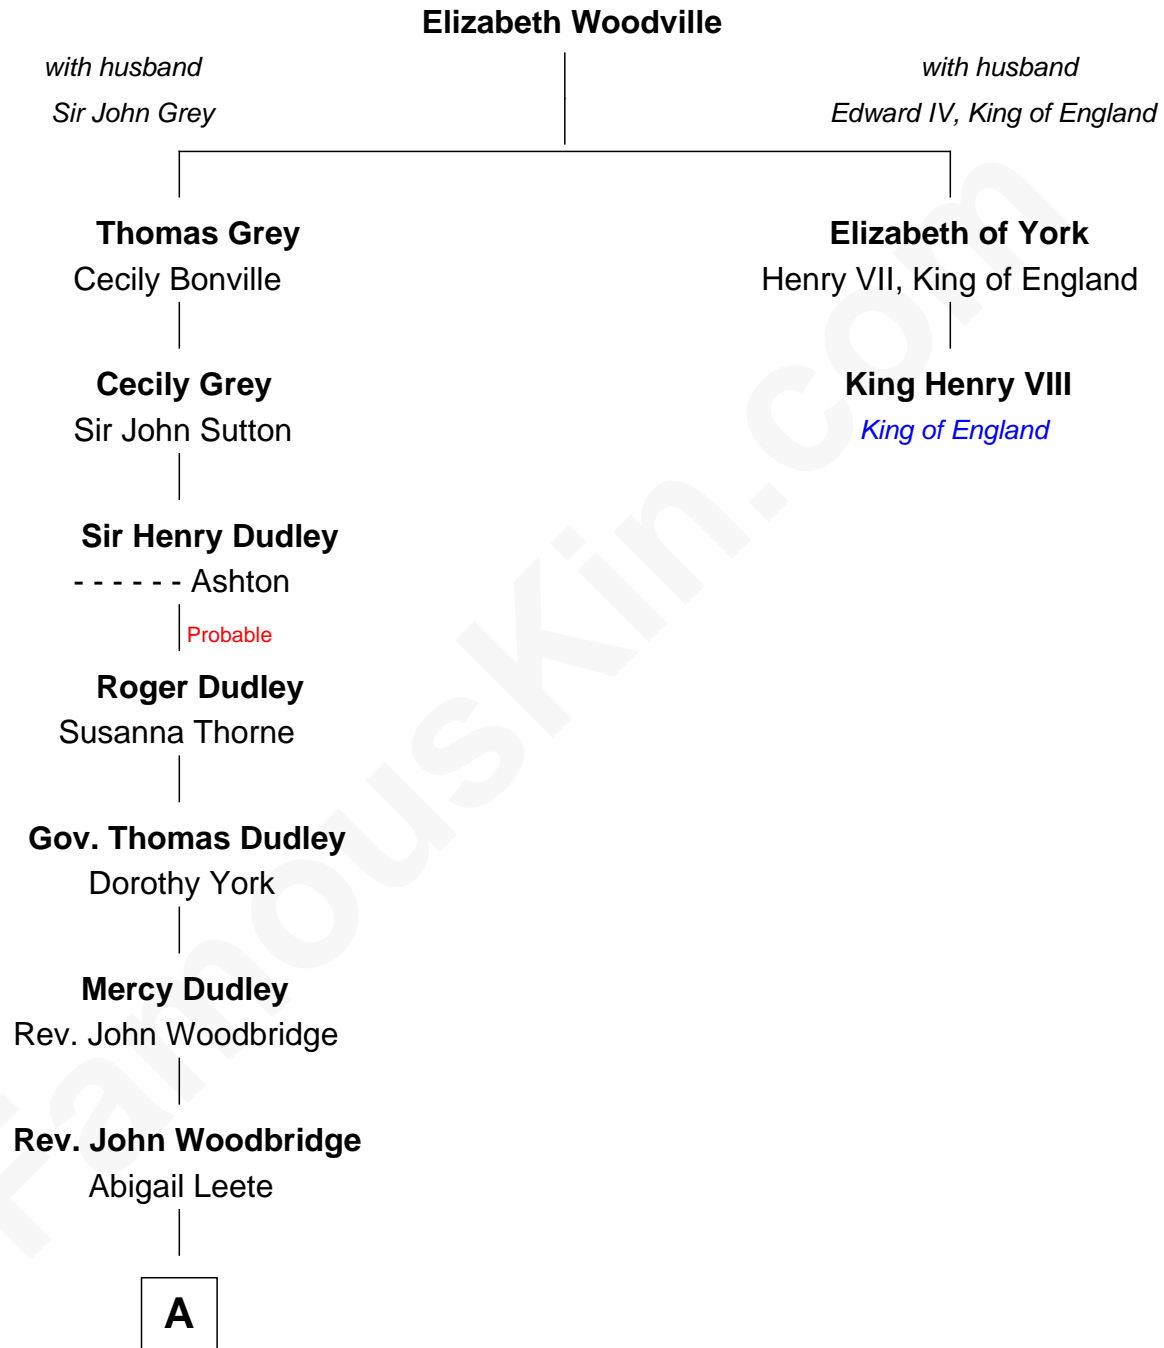 Elizabeth Woodville
with husband
Sir John Grey
with husband
Edward IV, King of England
Thomas Grey
Cecily Bonville
Elizabeth of York
Henry VII, King of England
Cecily Grey
Sir John Sutton
King Henry VIII
King of England
Sir Henry Dudley
- - - - - - Ashton
Probable
Roger Dudley
Susanna Thorne
Gov. Thomas Dudley
Dorothy York
Mercy Dudley
Rev. John Woodbridge
Rev. John Woodbridge
Abigail Leete
A
FamousKin.com